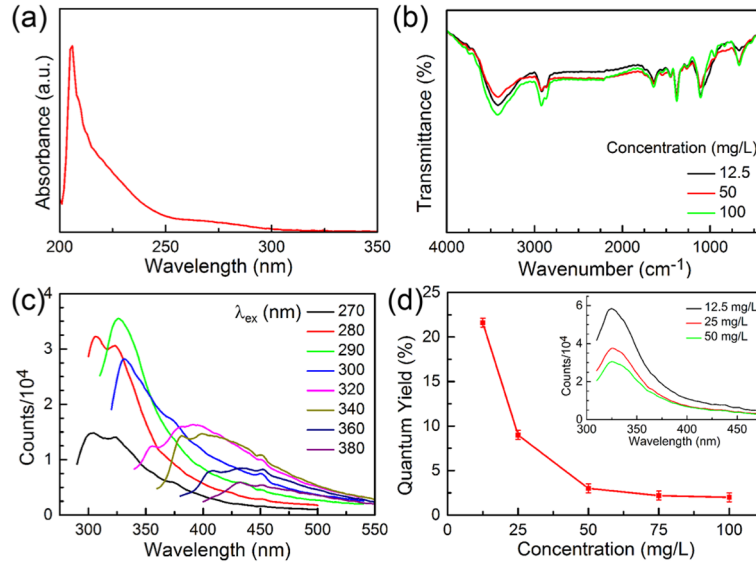 (a)
Absorbance (a.u.)
200 250 300 350
Wavelength (nm)
(b)
Transmittance (%)
Concentration (mg/L)
12.5
50
100
4000 3000 2000 1000
Wavenumber (cm-1)
(c)
Counts/10^4
4
3
2
1
0
λex (nm)
270
280
290
300
320
340
360
380
300 350 400 450 500 550
Wavelength (nm)
(d)
Quantum Yield (%)
25
20
15
10
5
0
0 25 50 75 100
Concentration (mg/L)
Counts/10^4
6
4
2
0
12.5 mg/L
25 mg/L
50 mg/L
300 350 400 450
Wavelength (nm)